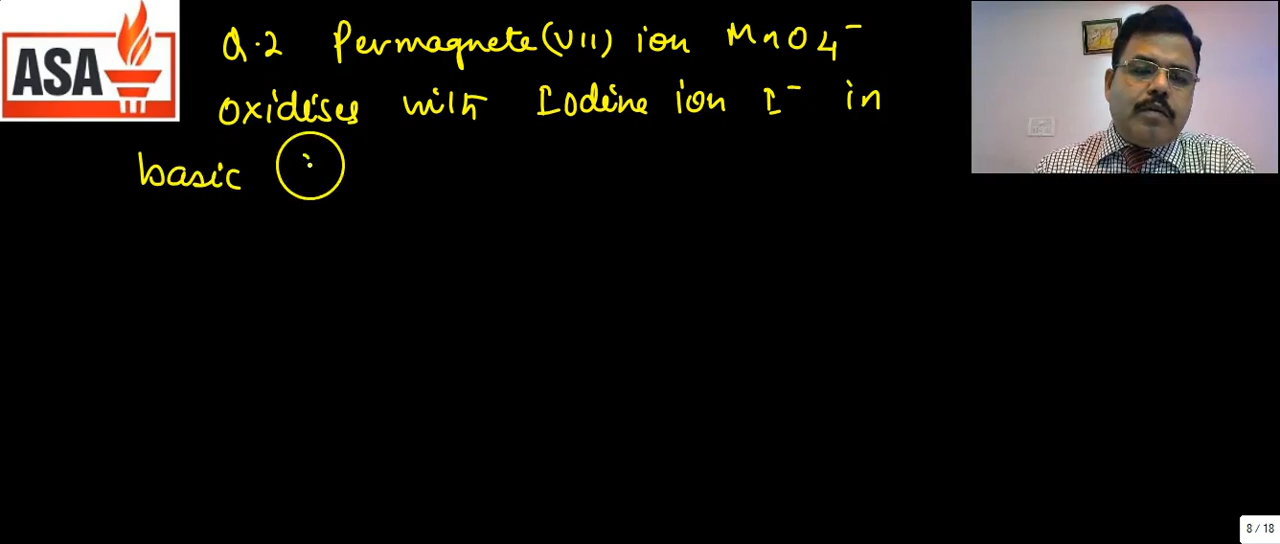 ASA
Q.2 Permagnete(VII) ion MnO4⁻
oxidises with Iodine ion I⁻ in
basic
8 / 18